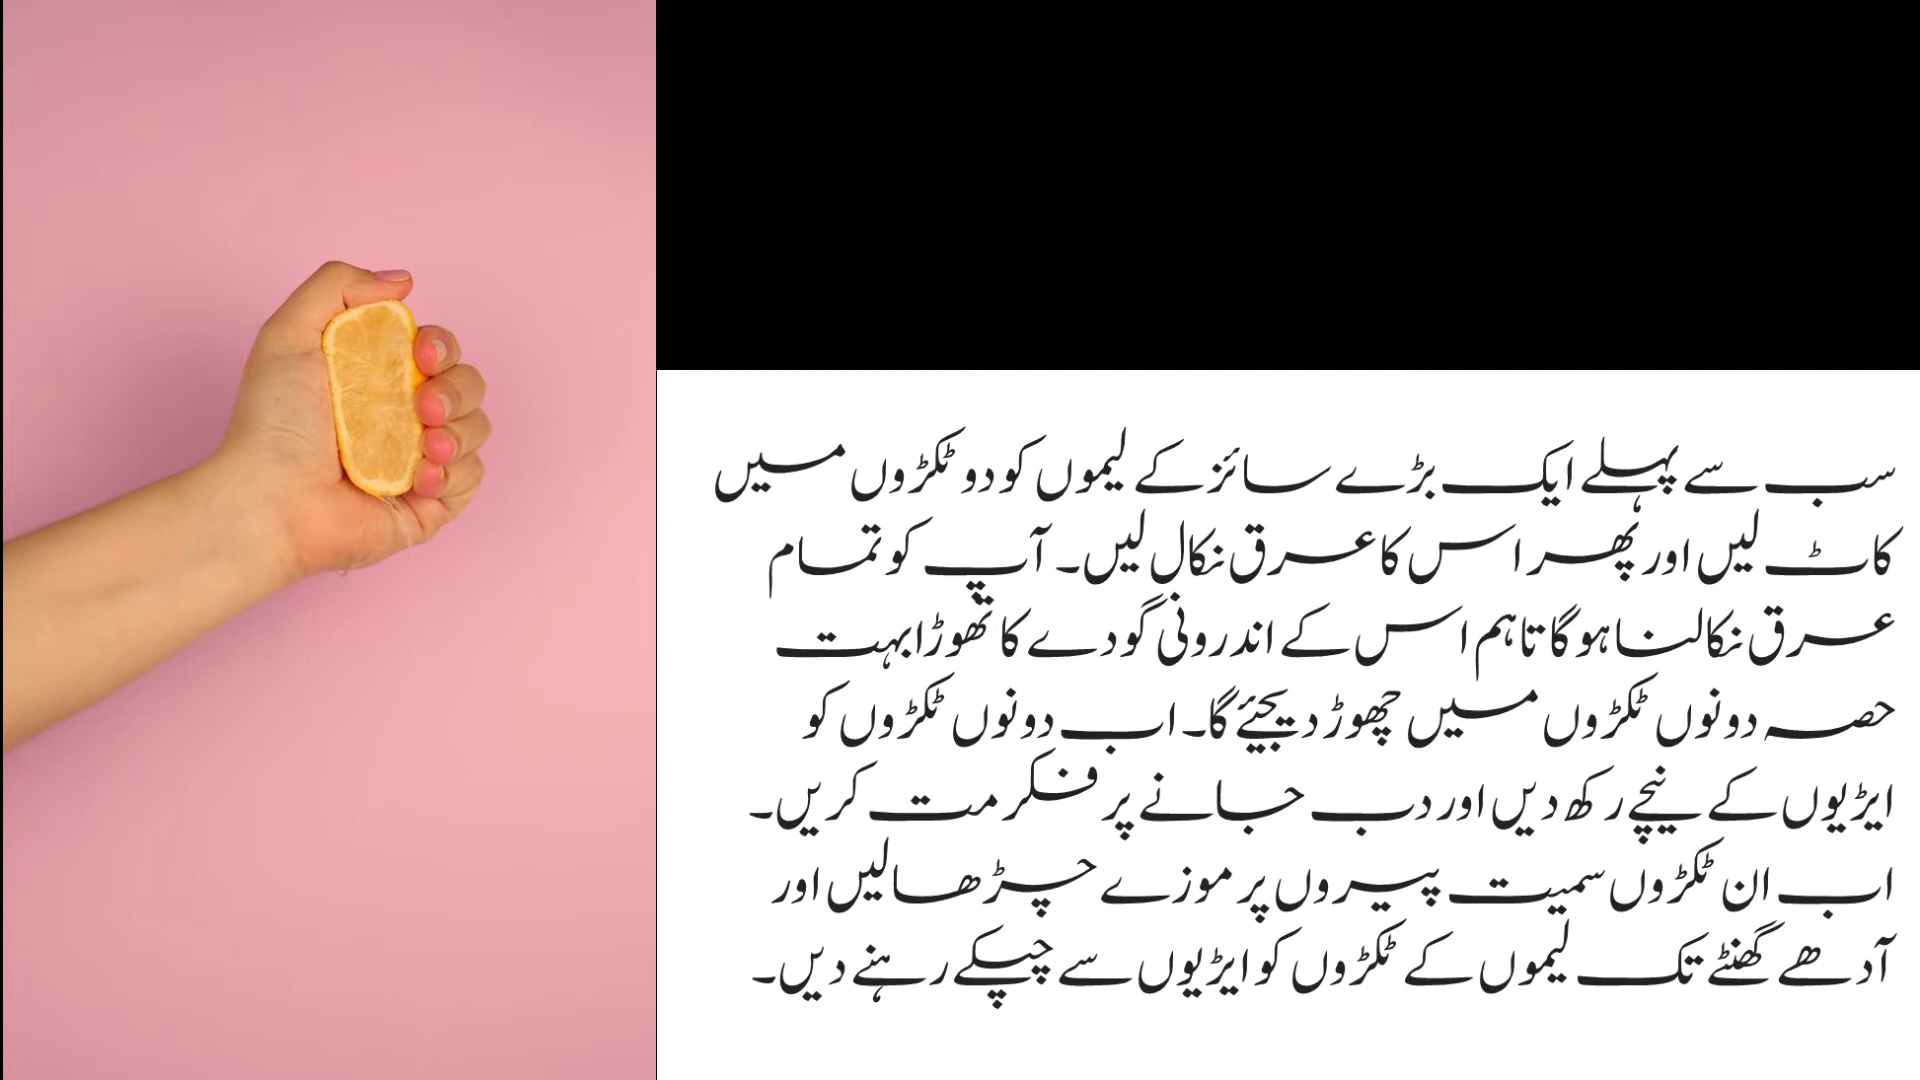 سب سے پہلے ایک بڑے سائز کے لیموں کو دو ٹکڑوں میں
کاٹ لیں اور پھر اس کا عرق نکال لیں۔ آپ کو تمام
عرق نکالنا ہو گا تاہم اس کے اندرونی گودے کا تھوڑا بہت
حصہ دونوں ٹکڑوں میں چھوڑ دیجیئے گا۔ اب دونوں ٹکڑوں کو
ایڑیوں کے نیچے رکھ دیں اور دب جانے پر فکر مت کریں۔
اب ان ٹکڑوں سمیت پیروں پر موزے چڑھا لیں اور
آدھے گھنٹے تک لیموں کے ٹکڑوں کو ایڑیوں سے چپکے رہنے دیں۔